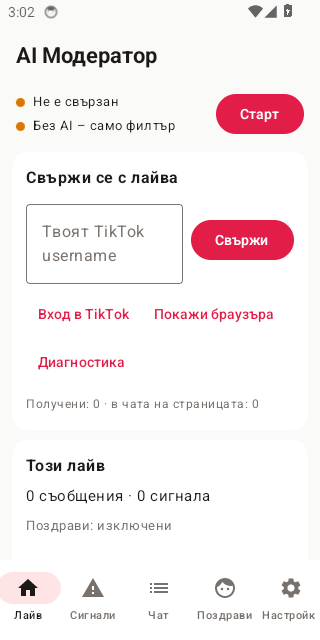 3:02
AI Модератор
Не е свързан
Без AI – само филтър
Старт
Свържи се с лайва
Твоят TikTok
username
Свържи
Вход в TikTok
Покажи браузъра
Диагностика
Получени: 0 · в чата на страницата: 0
Този лайв
0 съобщения · 0 сигнала
Поздрави: изключени
Лайв
Сигнали
Чат
Поздрави
Настройк